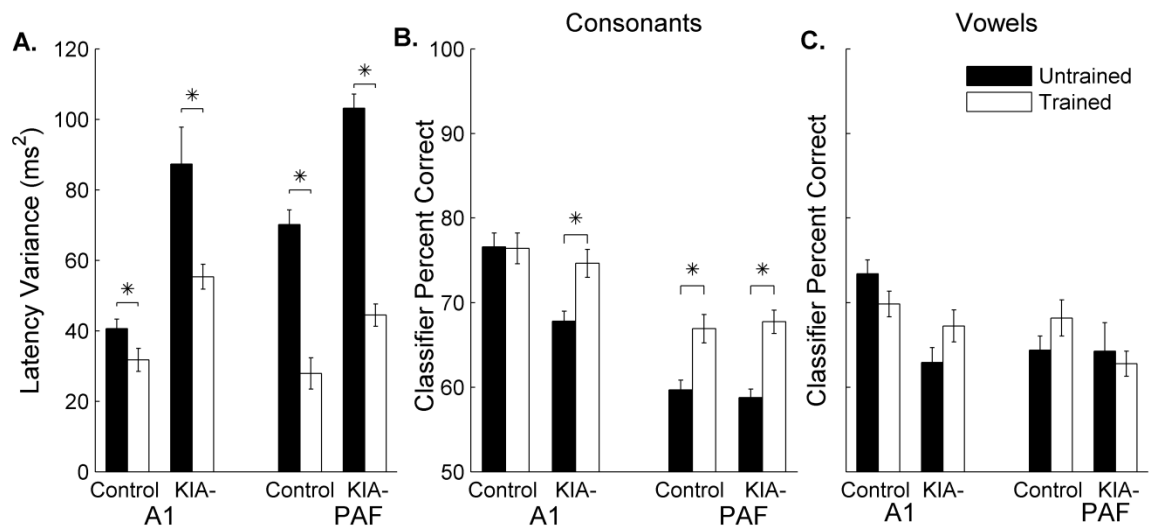 A.
120
100
80
60
40
20
0
Latency Variance (ms²)
*
*
*
*
Control KIA-
A1
Control KIA-
PAF
Consonants
B.
100
90
80
70
60
50
Classifier Percent Correct
*
*
*
Control KIA-
A1
Control KIA-
PAF
Vowels
C.
Untrained
Trained
Classifier Percent Correct
Control KIA-
A1
Control KIA-
PAF